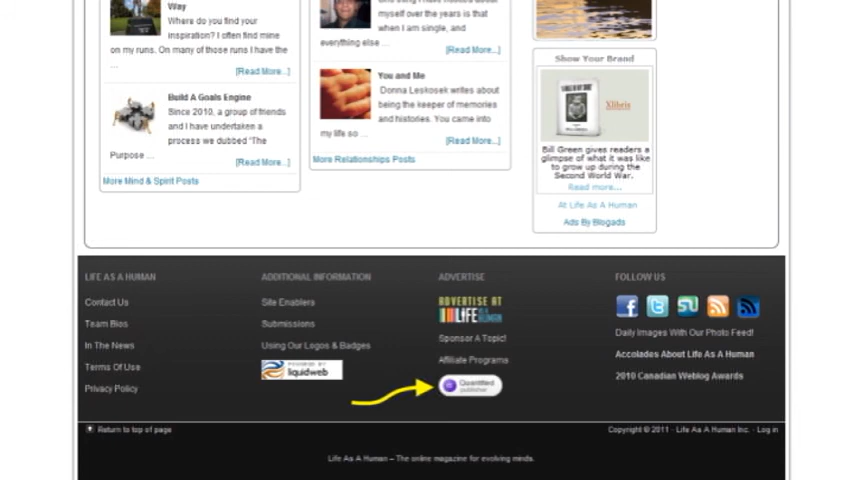 Way
Where do you find your
inspiration? I often find mine
on my runs. On many of those runs I have the
...
[Read More...]
Build A Goals Engine
Since 2010, a group of friends
and I have undertaken a
process we dubbed "The
Purpose ...
[Read More...]
More Mind & Spirit Posts
myself over the years is that
when I am single, and
everything else ...
[Read More...]
You and Me
Donna Leskosek writes about
being the keeper of memories
and histories. You came into
my life so ...
[Read More...]
More Relationships Posts
Show Your Brand
Xlibris
Bill Green gives readers a
glimpse of what it was like
to grow up during the
Second World War.
Read more...
At Life As A Human
Ads By Blogads
LIFE AS A HUMAN
Contact Us
Team Bios
In The News
Terms Of Use
Privacy Policy
ADDITIONAL INFORMATION
Site Enablers
Submissions
Using Our Logos & Badges
POWERED BY
liquidweb
ADVERTISE
ADVERTISE AT
LIFE AS A HUMAN
Sponsor A Topic!
Affiliate Programs
Quantified
publisher
FOLLOW US
Daily Images With Our Photo Feed!
Accolades About Life As A Human
2010 Canadian Weblog Awards
Return to top of page
Copyright © 2011 · Life As A Human Inc. · Log in
Life As A Human – The online magazine for evolving minds.